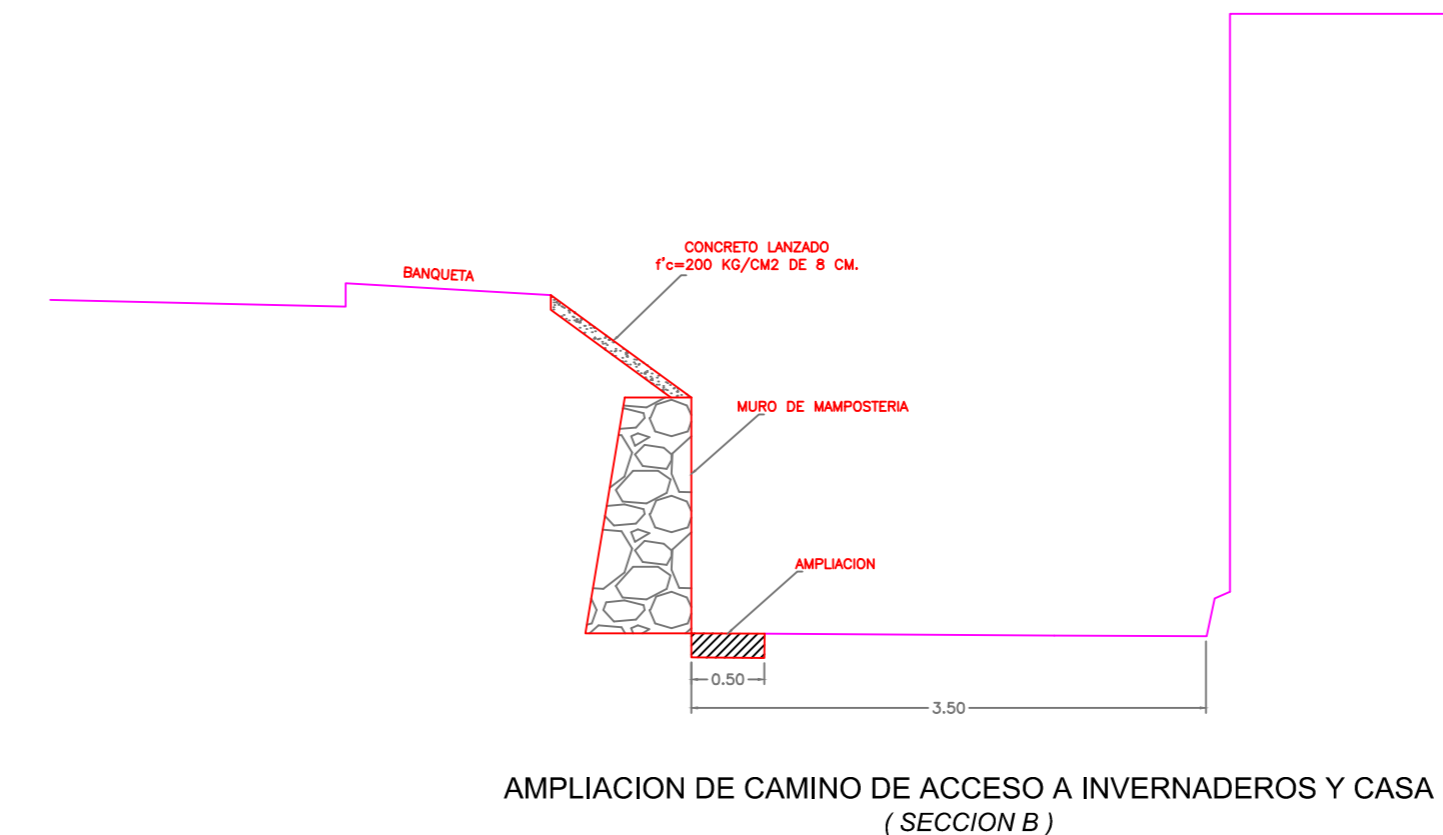 CONCRETO LANZADO
f'c=200 KG/CM2 DE 8 CM.
BANQUETA
MURO DE MAMPOSTERIA
AMPLIACION
0.50
3.50
AMPLIACION DE CAMINO DE ACCESO A INVERNADEROS Y CASA
( SECCION B )